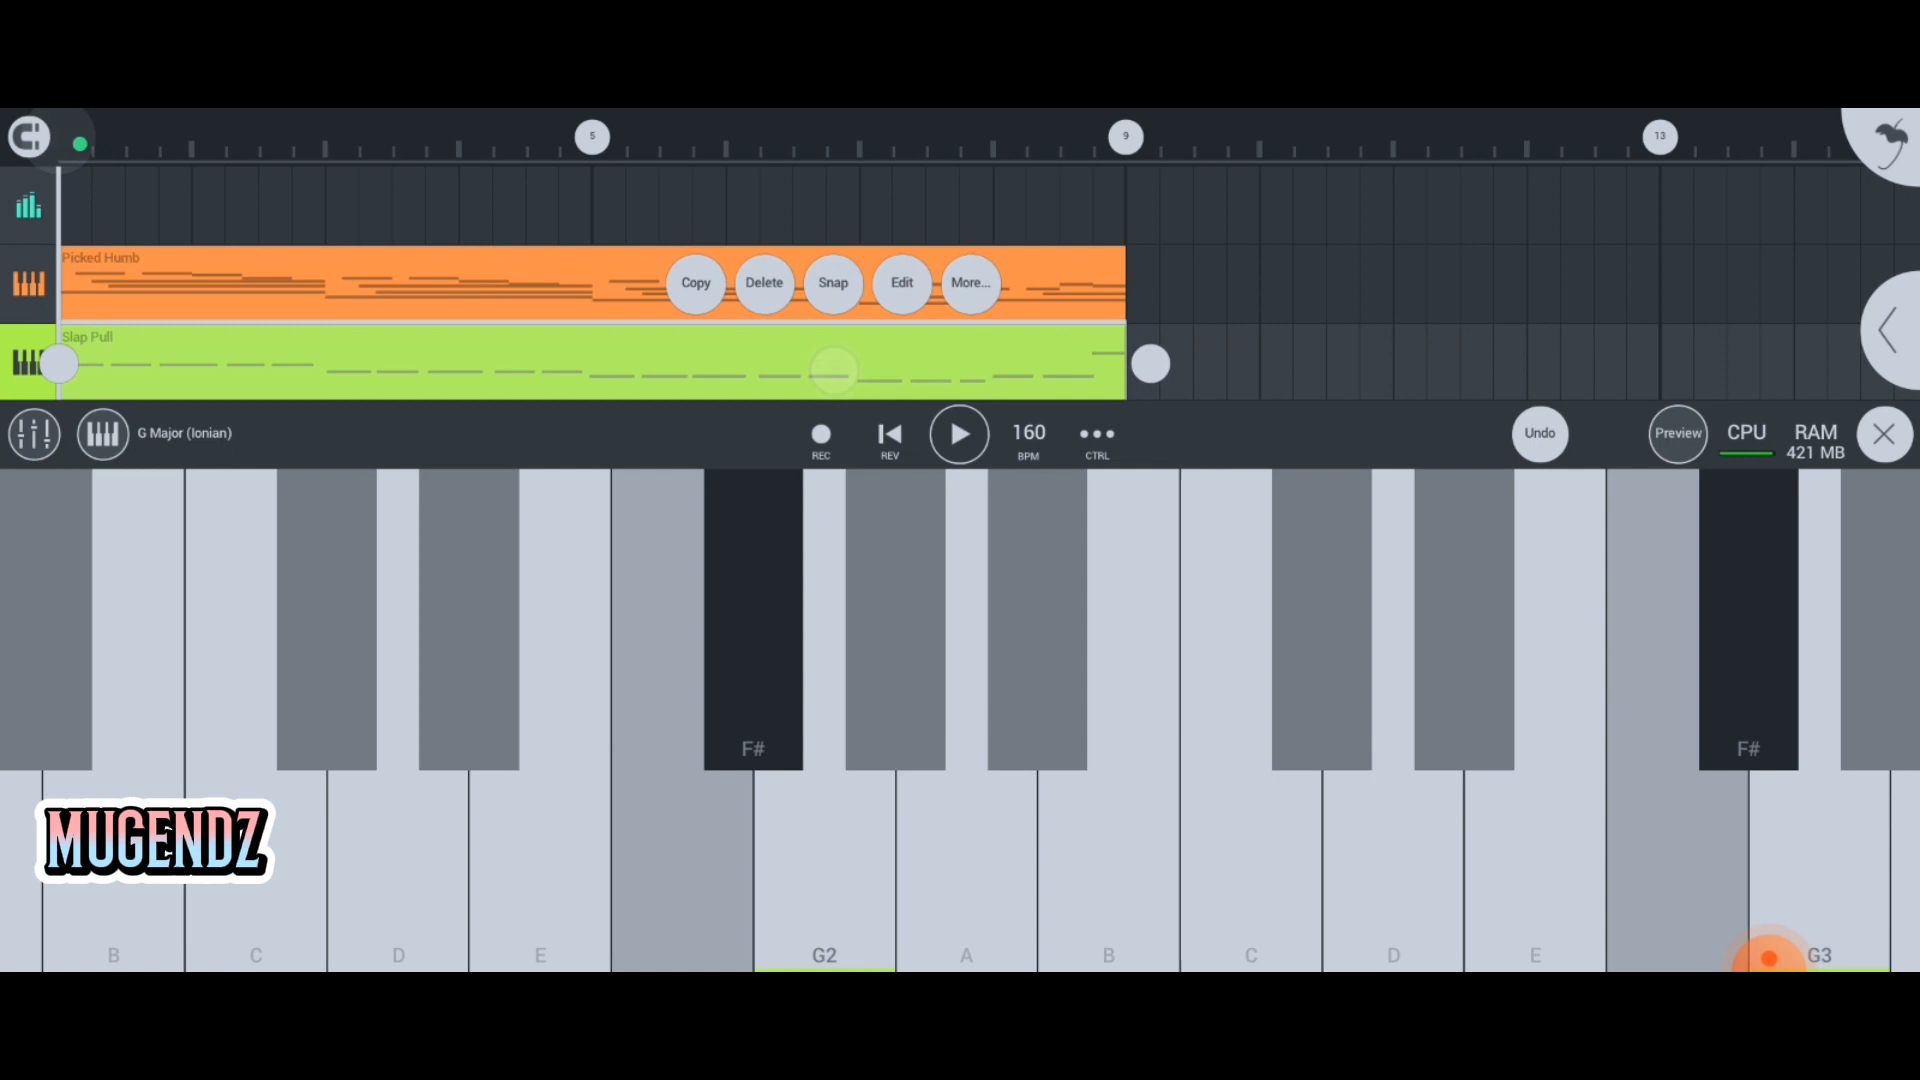 5 9 13
Picked Humb
Copy Delete Snap Edit More...
Slap Pull
G Major (Ionian)
REC REV 160 BPM CTRL
Undo Preview CPU RAM 421 MB
F# F#
MUGENDZ
B C D E G2 A B C D E G3